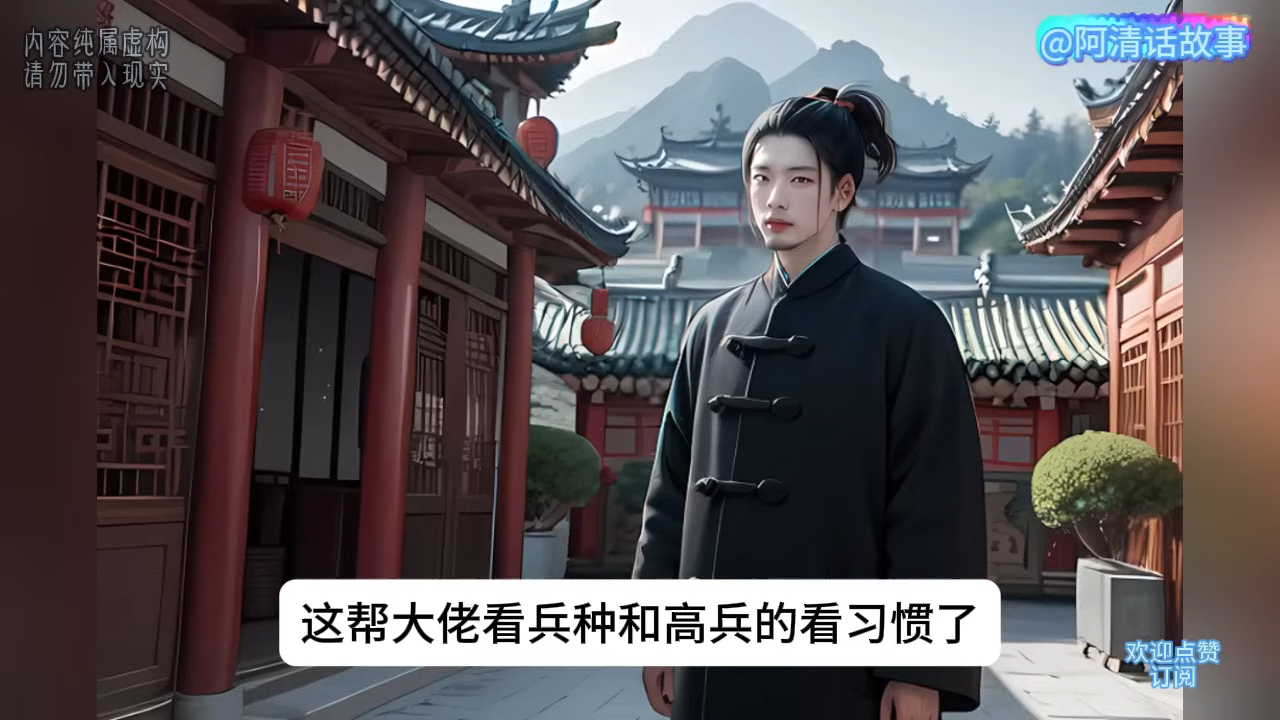 内容纯属虚构
请勿带入现实
@阿清话故事
这帮大佬看兵种和高兵的看习惯了
欢迎点赞
订阅